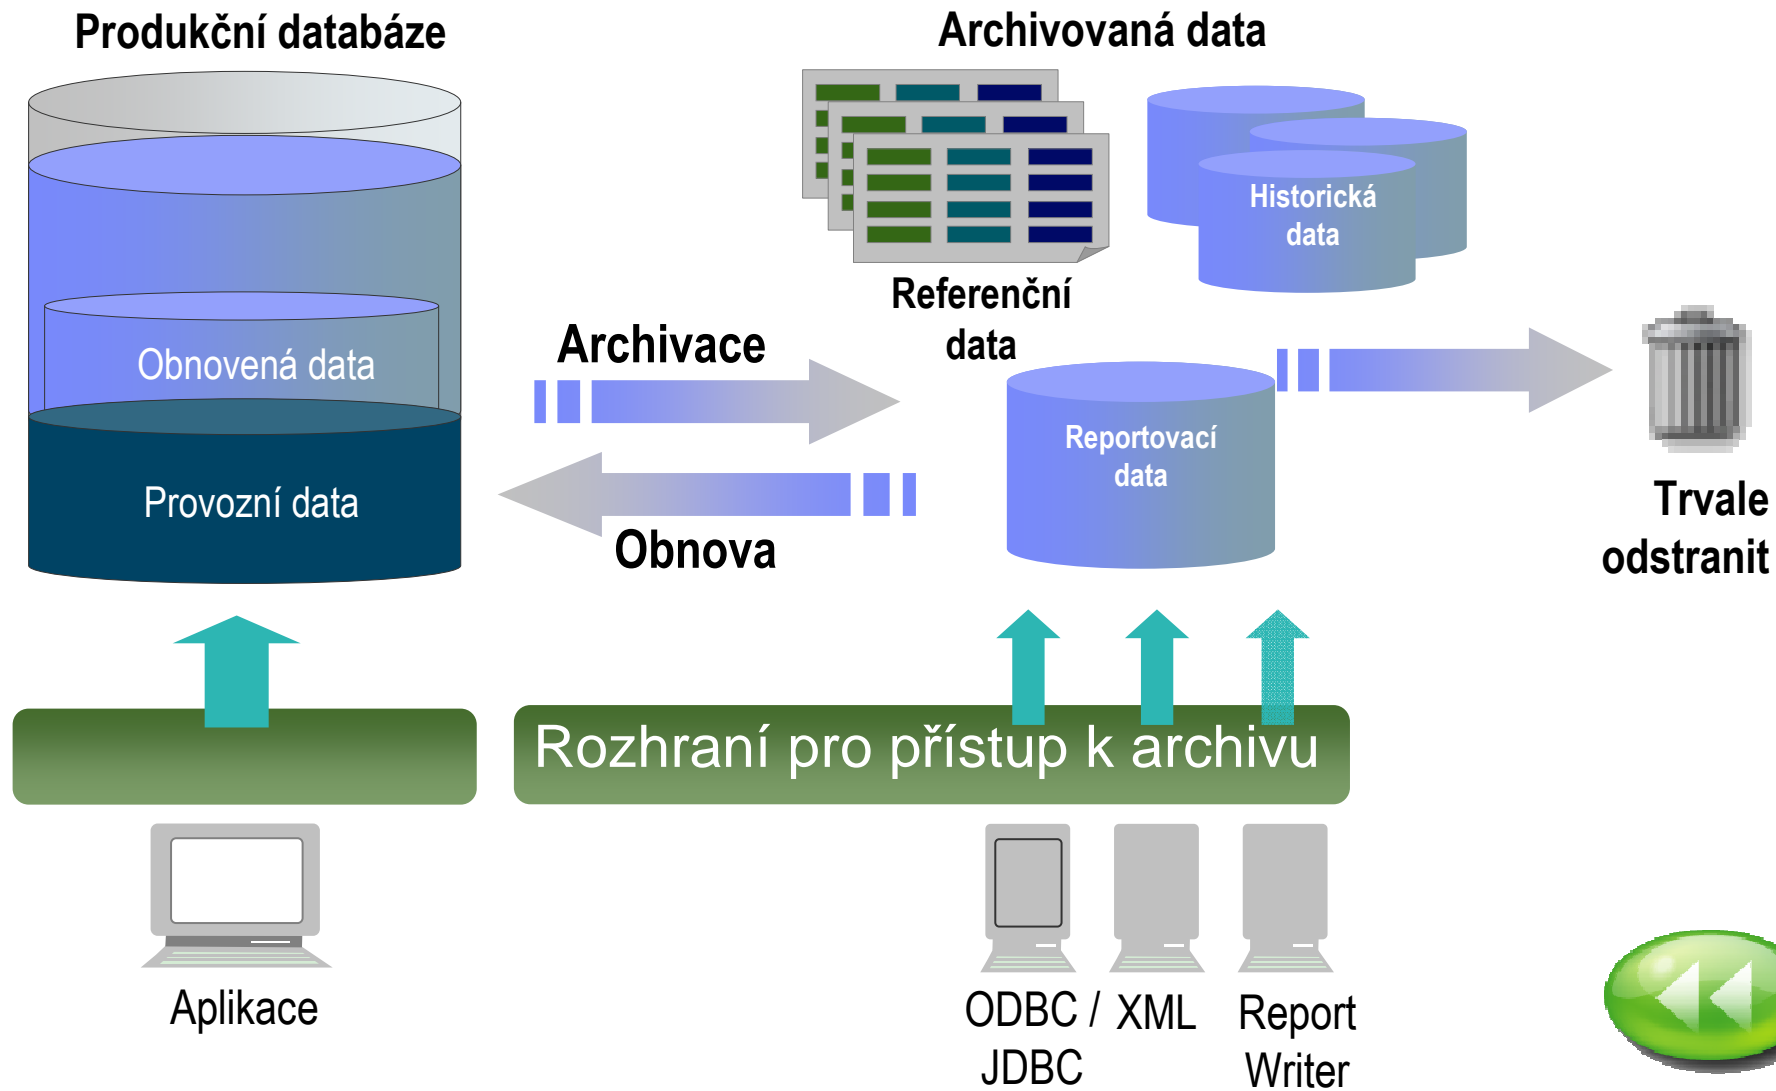 Produkční databáze
Archivovaná data
Historická
data
Referenční
data
Obnovená data
Provozní data
Archivace
Obnova
Reportovací
data
Trvale
odstranit
Rozhraní pro přístup k archivu
Aplikace
ODBC /
JDBC
XML
Report
Writer